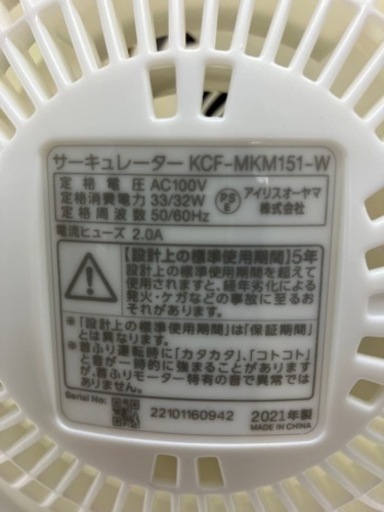 サーキュレーター KCF-MKM151-W
定格電圧 AC100V
定格消費電力 33/32W
定格周波数 50/60Hz
電流ヒューズ 2.0A
PS
E
アイリスオーヤマ
株式会社
【設計上の標準使用期間】5年
設計上の標準使用期間を超えて
使用されますと、経年劣化による
発火・ケガなどの事故に至るお
それがあります。
※「設計上の標準使用期間」は「保証期間」
とは異なります。
※首ふり運転時に「カタカタ」、「コトコト」
と音が一時的に強まることがありますが、
首ふりモーター特有の音で異常では
ありません。
Serial No:
22101160942
2021年製
MADE IN CHINA